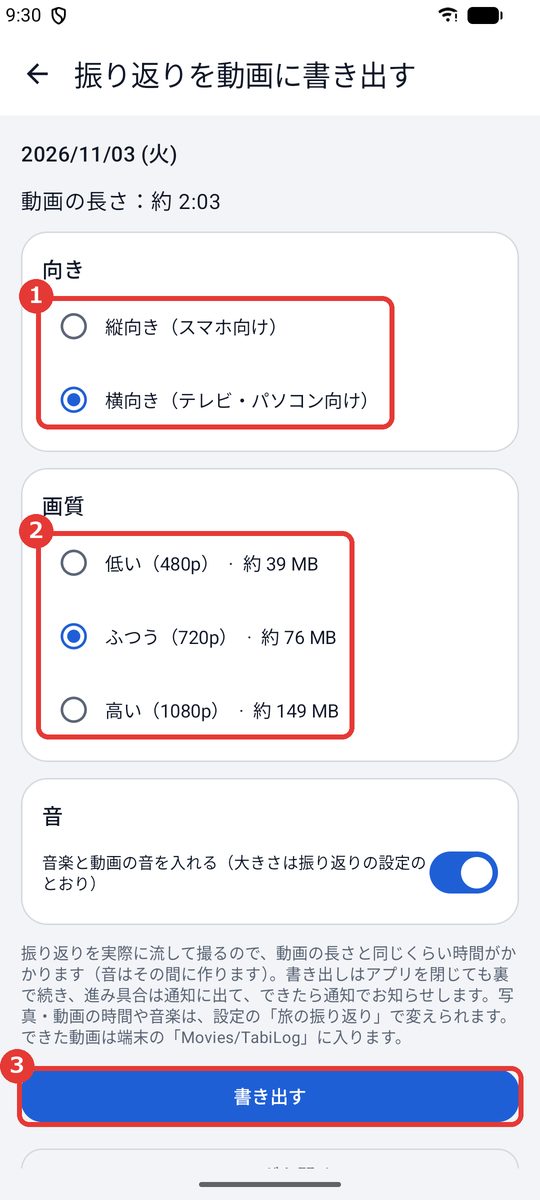 9:30
振り返りを動画に書き出す
2026/11/03 (火)
動画の長さ：約 2:03
向き
1
縦向き（スマホ向け）
横向き（テレビ・パソコン向け）
画質
2
低い（480p） · 約 39 MB
ふつう（720p） · 約 76 MB
高い（1080p） · 約 149 MB
音
音楽と動画の音を入れる（大きさは振り返りの設定の
とおり）
振り返りを実際に流して撮るので、動画の長さと同じくらい時間がか
かります（音はその間に作ります）。書き出しはアプリを閉じても裏
で続き、進み具合は通知に出て、できたら通知でお知らせします。写
真・動画の時間や音楽は、設定の「旅の振り返り」で変えられます。
できた動画は端末の「Movies/TabiLog」に入ります。
3
書き出す